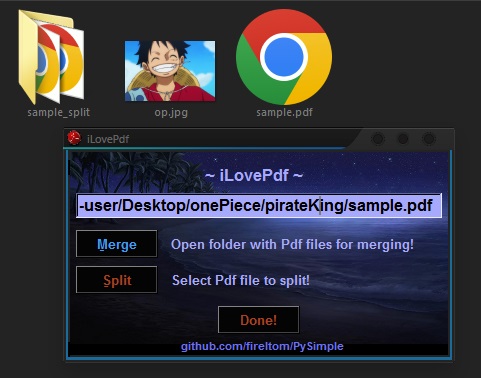 sample_split
op.jpg
sample.pdf
iLovePdf
~ iLovePdf ~
-user/Desktop/onePiece/pirateKing/sample.pdf
Merge
Open folder with Pdf files for merging!
Split
Select Pdf file to split!
Done!
github.com/fireltom/PySimple